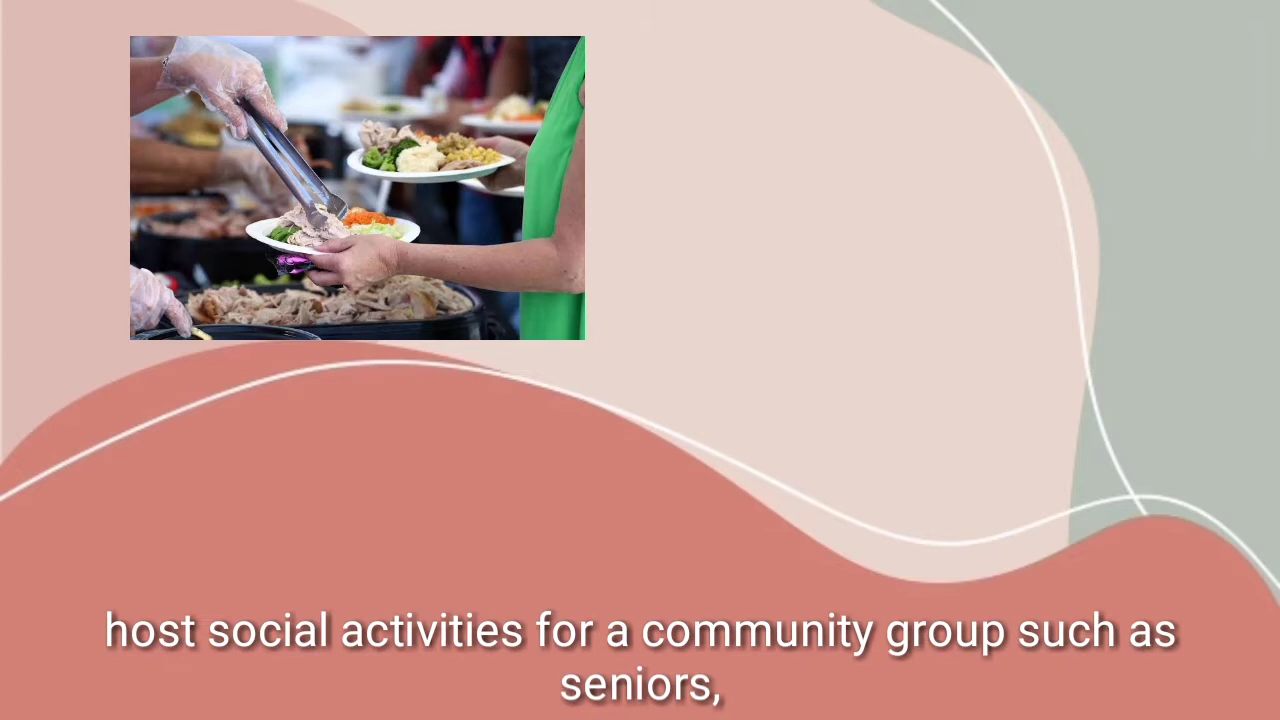 host social activities for a community group such as
seniors,